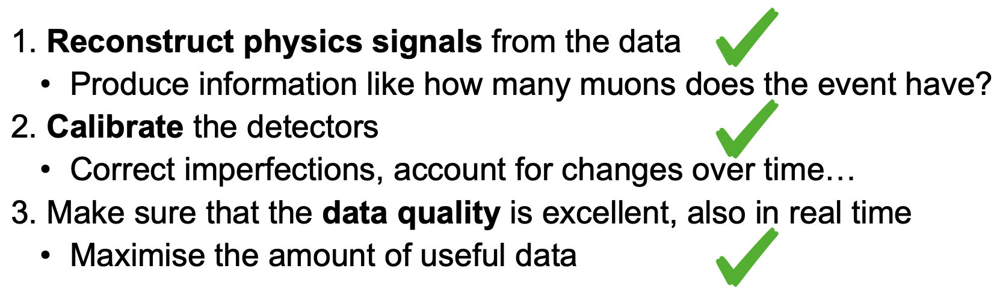 1. Reconstruct physics signals from the data
• Produce information like how many muons does the event have?
2. Calibrate the detectors
• Correct imperfections, account for changes over time…
3. Make sure that the data quality is excellent, also in real time
• Maximise the amount of useful data